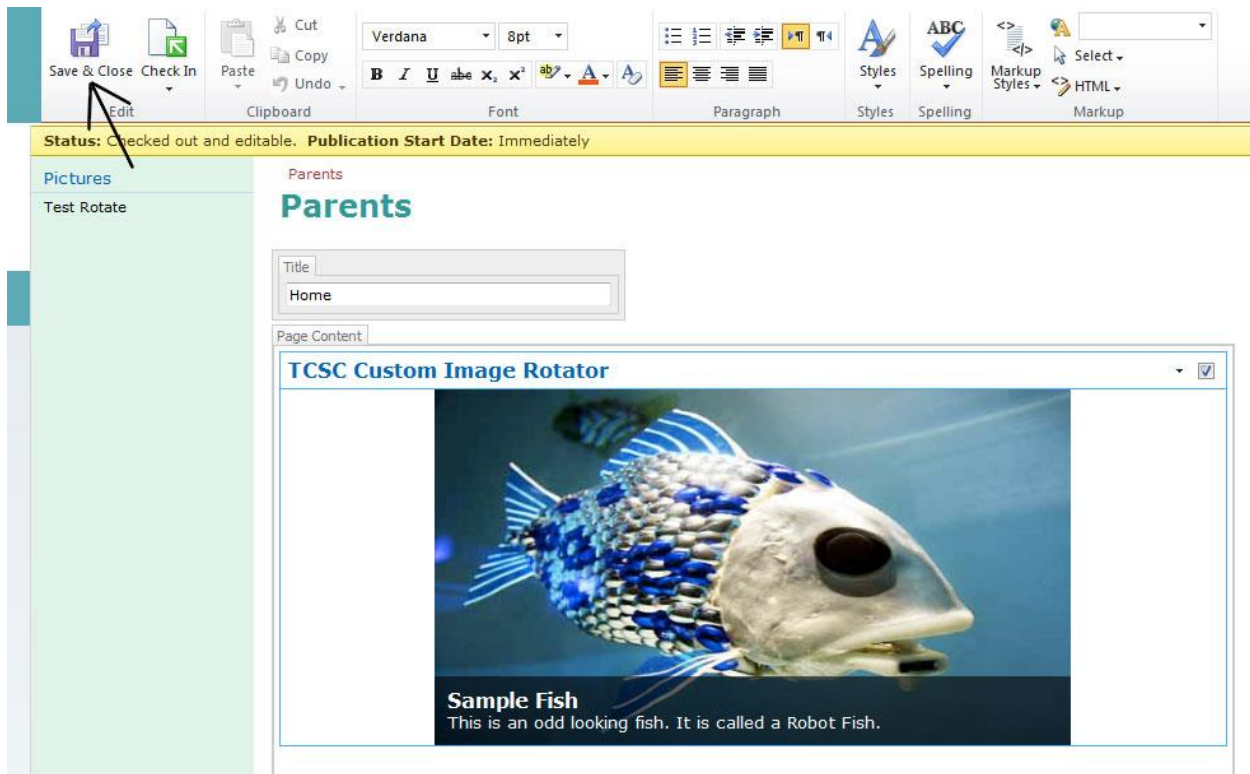 Save & Close
Check In
Edit
Paste
Cut
Copy
Undo
Clipboard
Verdana
8pt
B I U abc X₂ X² ab A A
Font
Paragraph
A
Styles
Styles
ABC
Spelling
Spelling
Markup Styles
Select
HTML
Markup
Status: Checked out and editable. Publication Start Date: Immediately
Pictures
Test Rotate
Parents
Parents
Title
Home
Page Content
TCSC Custom Image Rotator
Sample Fish
This is an odd looking fish. It is called a Robot Fish.